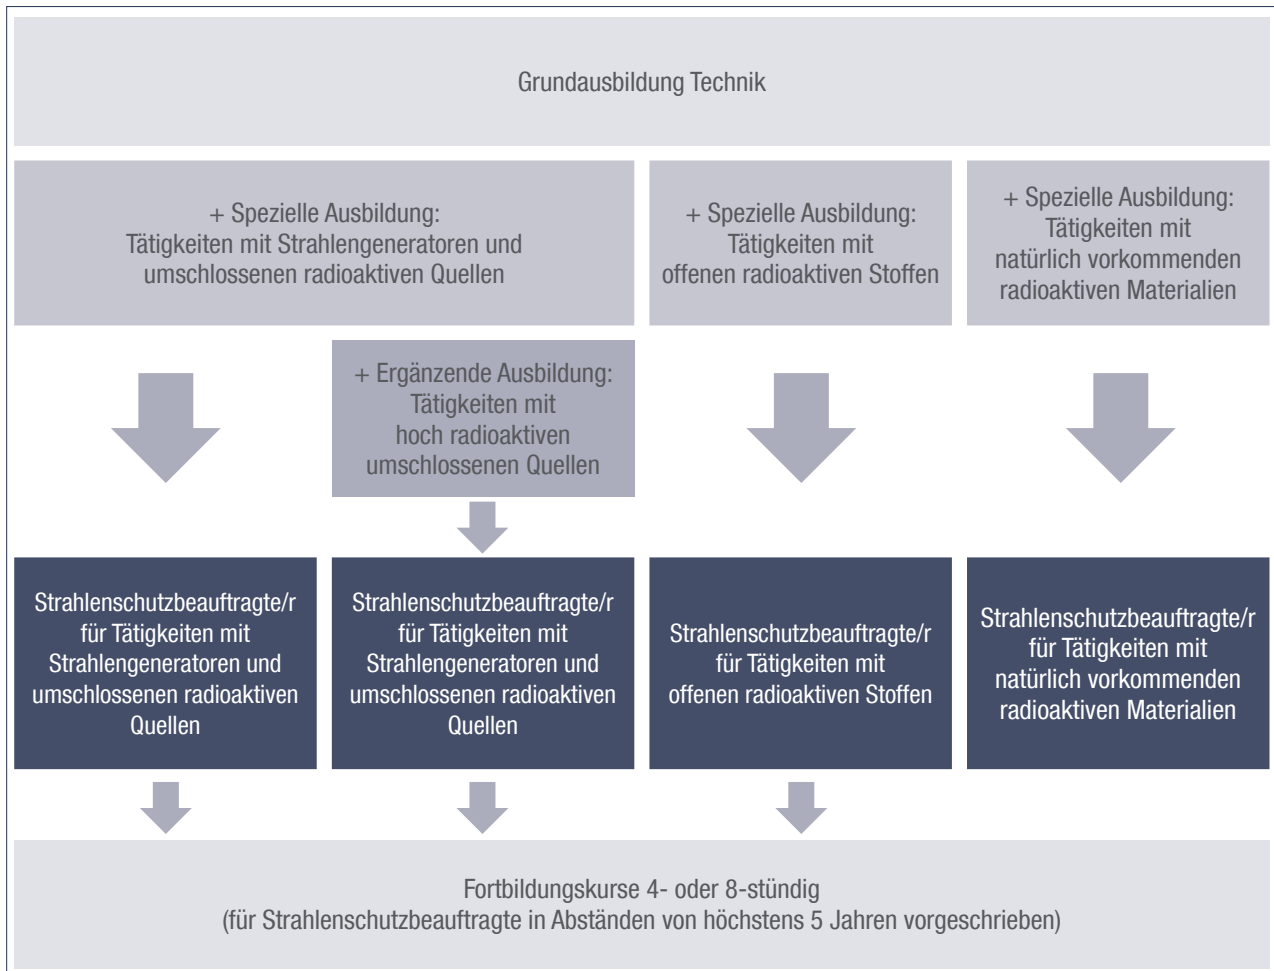 Grundausbildung Technik
+ Spezielle Ausbildung:
Tätigkeiten mit Strahlengeneratoren und
umschlossenen radioaktiven Quellen
+ Spezielle Ausbildung:
Tätigkeiten mit
offenen radioaktiven Stoffen
+ Spezielle Ausbildung:
Tätigkeiten mit
natürlich vorkommenden
radioaktiven Materialien
+ Ergänzende Ausbildung:
Tätigkeiten mit
hoch radioaktiven
umschlossenen Quellen
Strahlenschutzbeauftragte/r
für Tätigkeiten mit
Strahlengeneratoren und
umschlossenen radioaktiven
Quellen
Strahlenschutzbeauftragte/r
für Tätigkeiten mit
Strahlengeneratoren und
umschlossenen radioaktiven
Quellen
Strahlenschutzbeauftragte/r
für Tätigkeiten mit
offenen radioaktiven Stoffen
Strahlenschutzbeauftragte/r
für Tätigkeiten mit
natürlich vorkommenden
radioaktiven Materialien
Fortbildungskurse 4- oder 8-stündig
(für Strahlenschutzbeauftragte in Abständen von höchstens 5 Jahren vorgeschrieben)